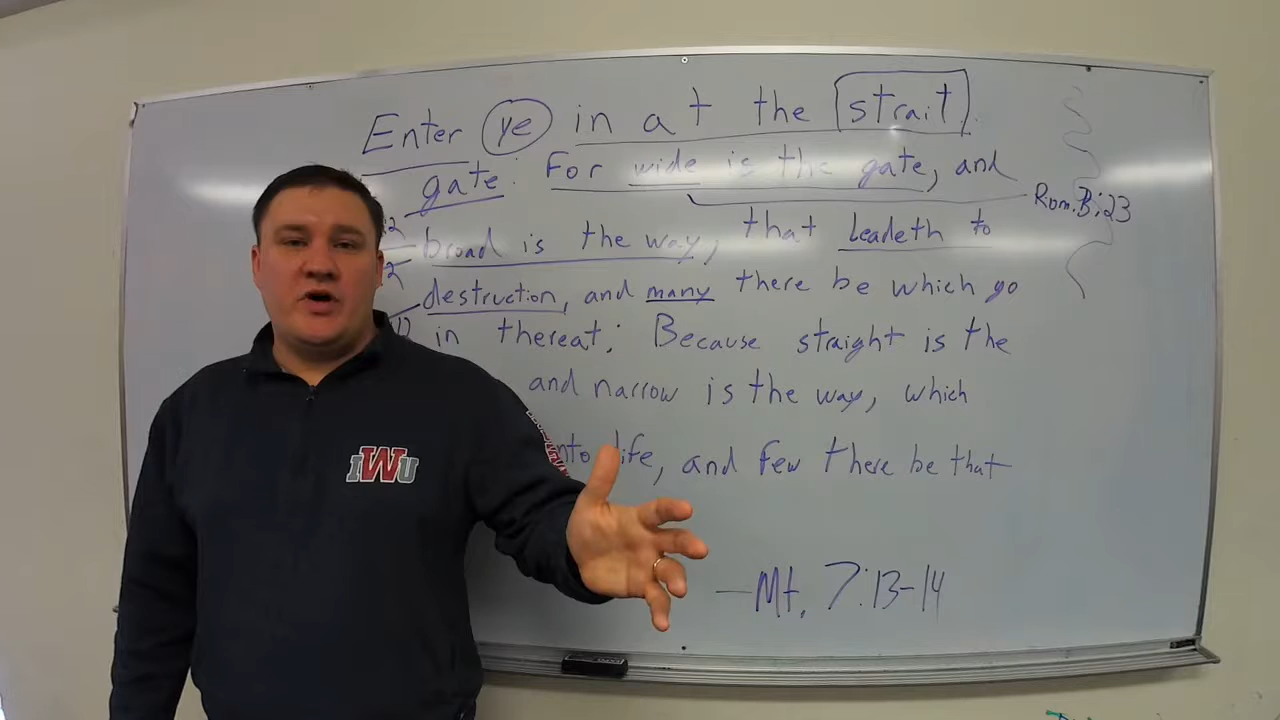 Enter ye in at the strait
gate: For wide is the gate, and
Rom. 3:23
broad is the way, that leadeth to
destruction, and many there be which go
in thereat; Because straight is the
and narrow is the way, which
life, and few there be that
—Mt. 7:13-14
IWU